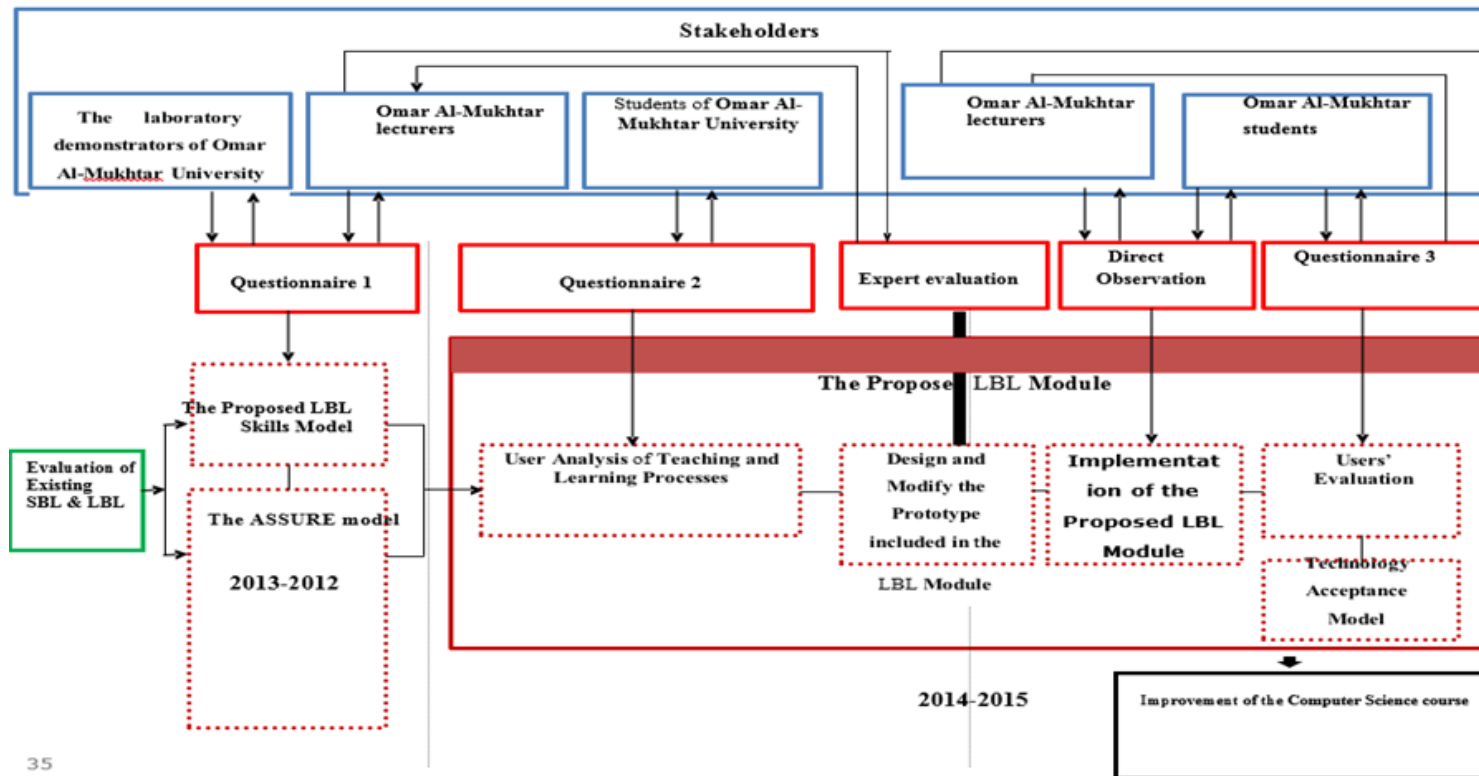 Stakeholders
The laboratory
demonstrators of Omar
Al-Mukhtar University
Omar Al-Mukhtar
lecturers
Students of Omar Al-
Mukhtar University
Omar Al-Mukhtar
lecturers
Omar Al-Mukhtar
students
Questionnaire 1
Questionnaire 2
Expert evaluation
Direct
Observation
Questionnaire 3
The Propose LBL Module
The Proposed LBL
Skills Model
Evaluation of
Existing
SBL & LBL
The ASSURE model
2013-2012
User Analysis of Teaching and
Learning Processes
Design and
Modify the
Prototype
included in the
LBL Module
Implementat
ion of the
Proposed LBL
Module
Users'
Evaluation
Technology
Acceptance
Model
2014-2015
Improvement of the Computer Science course
35